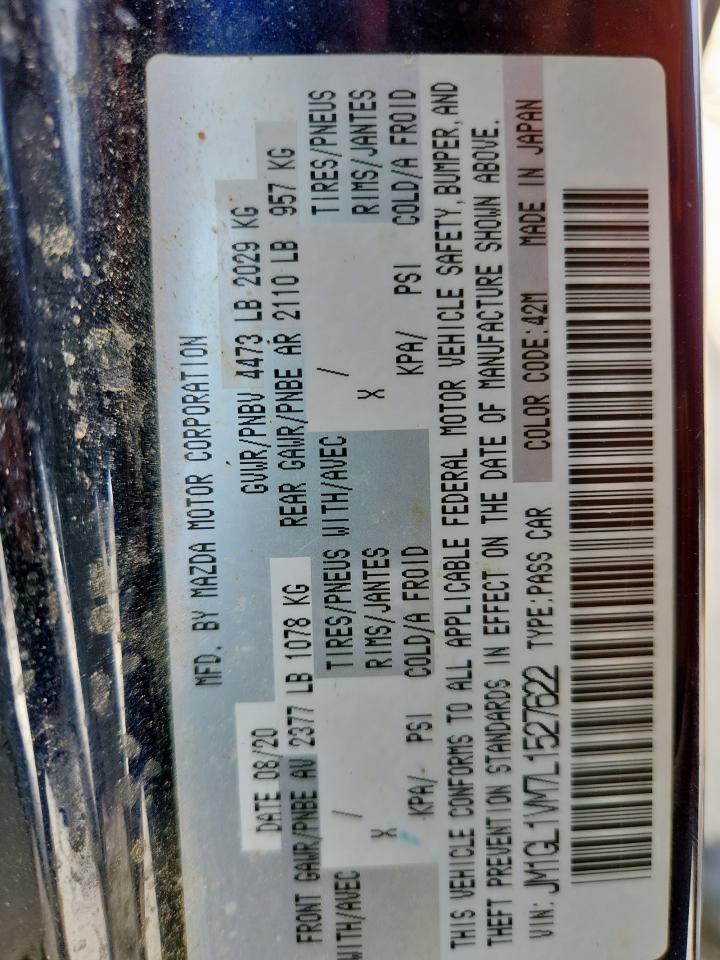 MFD. BY MAZDA MOTOR CORPORATION
DATE 08/20 GVWR/PNBV 4473 LB 2029 KG
FRONT GAWR/PNBE AV 2377 LB 1078 KG REAR GAWR/PNBE AR 2110 LB 957 KG
WITH/AVEC / TIRES/PNEUS WITH/AVEC / TIRES/PNEUS
X RIMS/JANTES X RIMS/JANTES
KPA/ PSI COLD/A FROID KPA/ PSI COLD/A FROID
THIS VEHICLE CONFORMS TO ALL APPLICABLE FEDERAL MOTOR VEHICLE SAFETY, BUMPER, AND
THEFT PREVENTION STANDARDS IN EFFECT ON THE DATE OF MANUFACTURE SHOWN ABOVE.
VIN: JM1GL1VM7L1527622 TYPE:PASS CAR COLOR CODE:42M MADE IN JAPAN